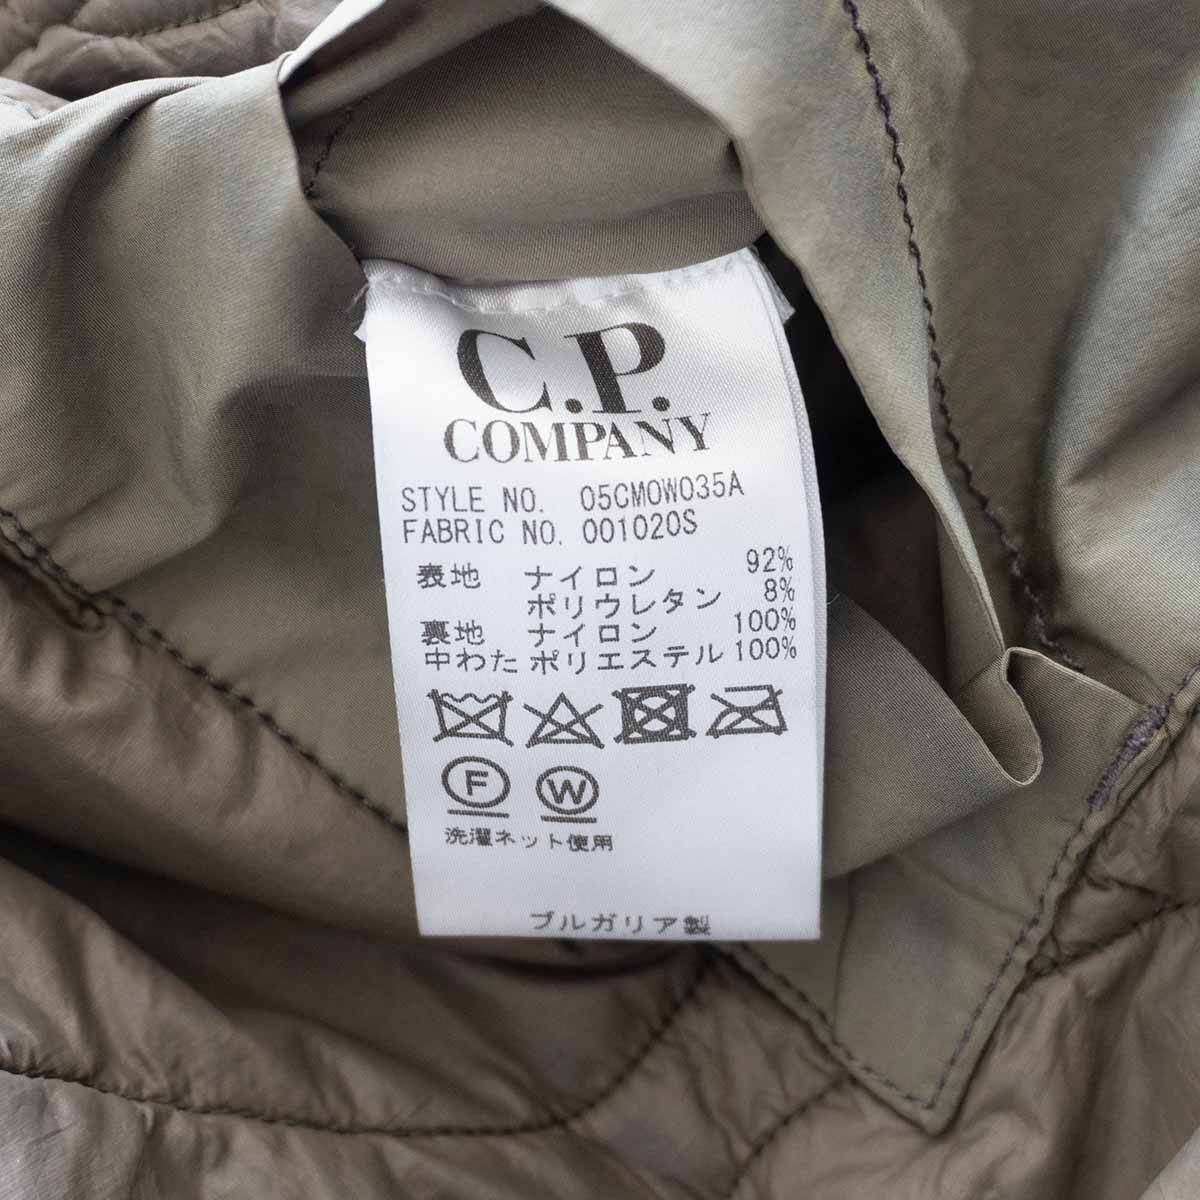 C.P.
COMPANY
STYLE NO. 05CMOW035A
FABRIC NO. 001020S
表地 ナイロン 92%
ポリウレタン 8%
裏地 ナイロン 100%
中わた ポリエステル 100%
F W
洗濯ネット使用
ブルガリア製